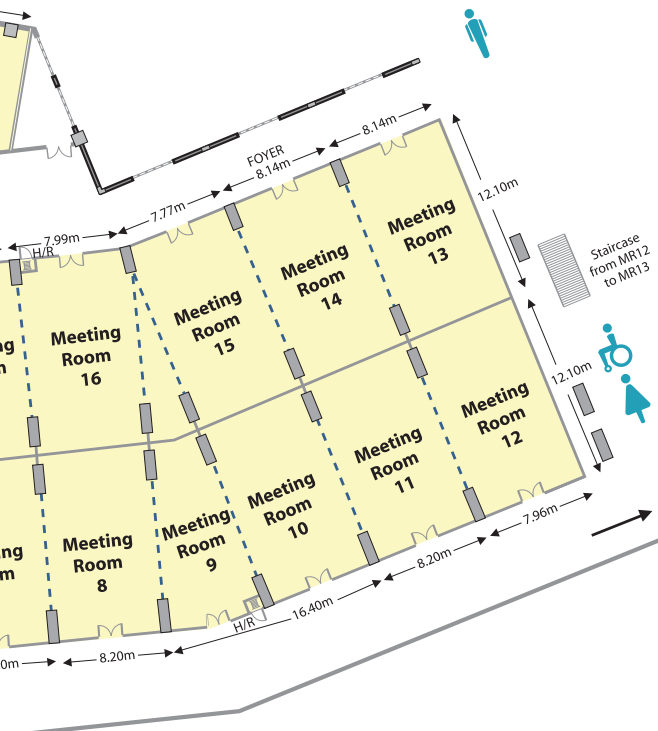 FOYER
8.14m
8.14m
7.77m
7.99m
H/R
12.10m
Meeting
Room
13
Staircase
from MR12
to MR13
Meeting
Room
14
Meeting
Room
15
Meeting
Room
16
12.10m
Meeting
Room
12
Meeting
Room
11
Meeting
Room
10
Meeting
Room
9
Meeting
Room
8
7.96m
8.20m
16.40m
H/R
8.20m